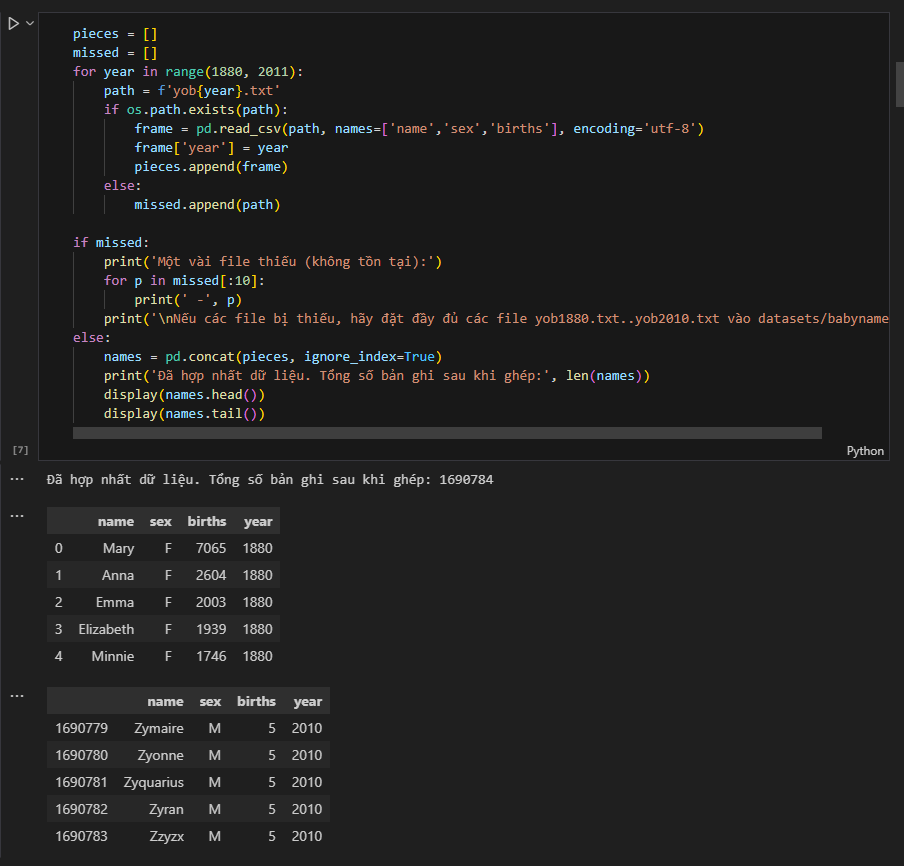 pieces = []
missed = []
for year in range(1880, 2011):
    path = f'yob{year}.txt'
    if os.path.exists(path):
        frame = pd.read_csv(path, names=['name','sex','births'], encoding='utf-8')
        frame['year'] = year
        pieces.append(frame)
    else:
        missed.append(path)
if missed:
    print('Một vài file thiếu (không tồn tại):')
    for p in missed[:10]:
        print(' -', p)
    print('\nNếu các file bị thiếu, hãy đặt đầy đủ các file yob1880.txt..yob2010.txt vào datasets/babyname
else:
    names = pd.concat(pieces, ignore_index=True)
    print('Đã hợp nhất dữ liệu. Tổng số bản ghi sau khi ghép:', len(names))
    display(names.head())
    display(names.tail())
[7]
Python
... Đã hợp nhất dữ liệu. Tổng số bản ghi sau khi ghép: 1690784
...
name sex births year
0 Mary F 7065 1880
1 Anna F 2604 1880
2 Emma F 2003 1880
3 Elizabeth F 1939 1880
4 Minnie F 1746 1880
...
name sex births year
1690779 Zymaire M 5 2010
1690780 Zyonne M 5 2010
1690781 Zyquarius M 5 2010
1690782 Zyran M 5 2010
1690783 Zzyzx M 5 2010